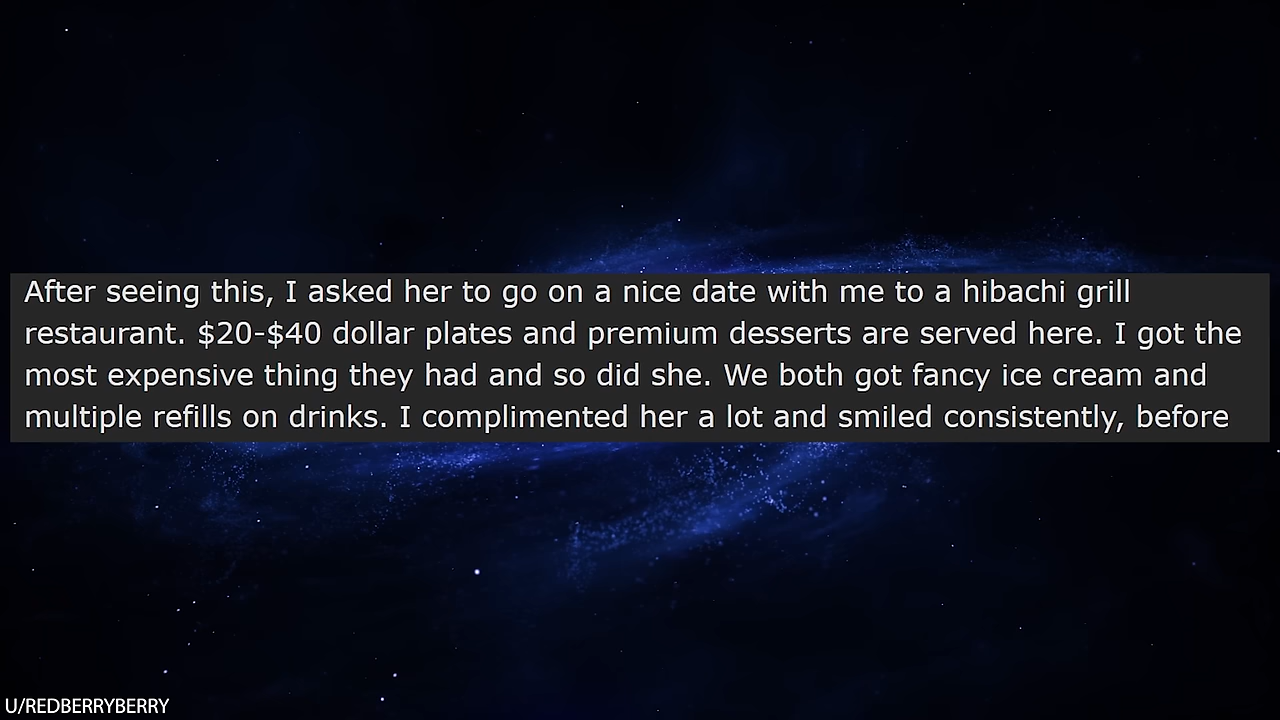 After seeing this, I asked her to go on a nice date with me to a hibachi grill
restaurant. $20-$40 dollar plates and premium desserts are served here. I got the
most expensive thing they had and so did she. We both got fancy ice cream and
multiple refills on drinks. I complimented her a lot and smiled consistently, before
U/REDBERRYBERRY